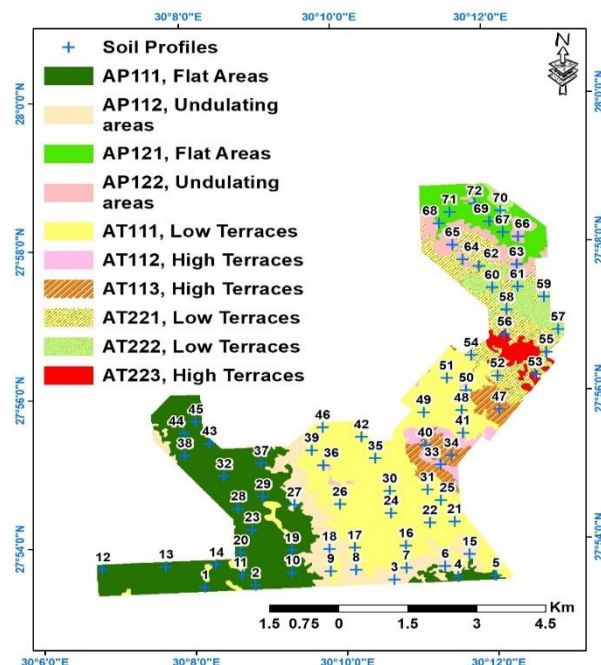 30°8'0"E 30°10'0"E 30°12'0"E
N
Soil Profiles
AP111, Flat Areas
AP112, Undulating
areas
AP121, Flat Areas
AP122, Undulating
areas
AT111, Low Terraces
AT112, High Terraces
AT113, High Terraces
AT221, Low Terraces
AT222, Low Terraces
AT223, High Terraces
28°0'0"N 28°0'0"N
27°58'0"N 27°58'0"N
27°56'0"N 27°56'0"N
27°54'0"N 27°54'0"N
72
71 70
68 69
67 66
65
64 62 63
60 61
59
58
57
56
54 55
51 52 53
50
49 48 47
46
45
44 43 42 41
40
39 38 37 36 35 34
33
32 31 30
29
28 27 26 25
24
23 22 21
20 19 18 17 16 15
14
13
12 11 10 9 8 7 6
5
4
3
2
1
Km
1.5 0.75 0 1.5 3 4.5
30°6'0"E 30°8'0"E 30°10'0"E 30°12'0"E